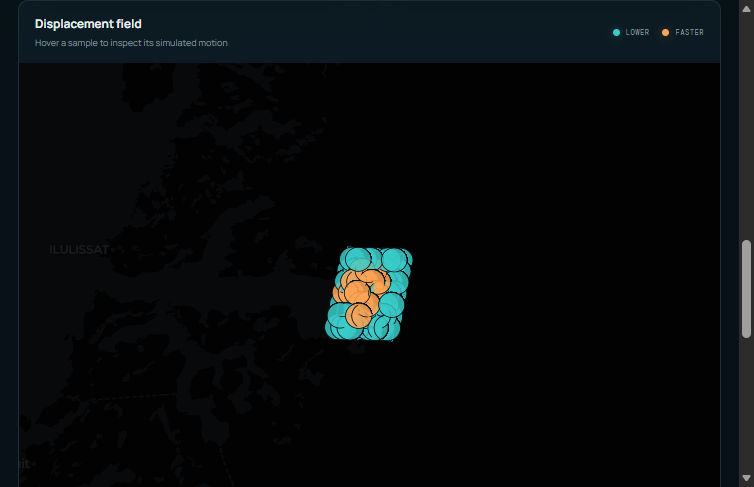 Displacement field
Hover a sample to inspect its simulated motion
LOWER
FASTER
ILULISSAT